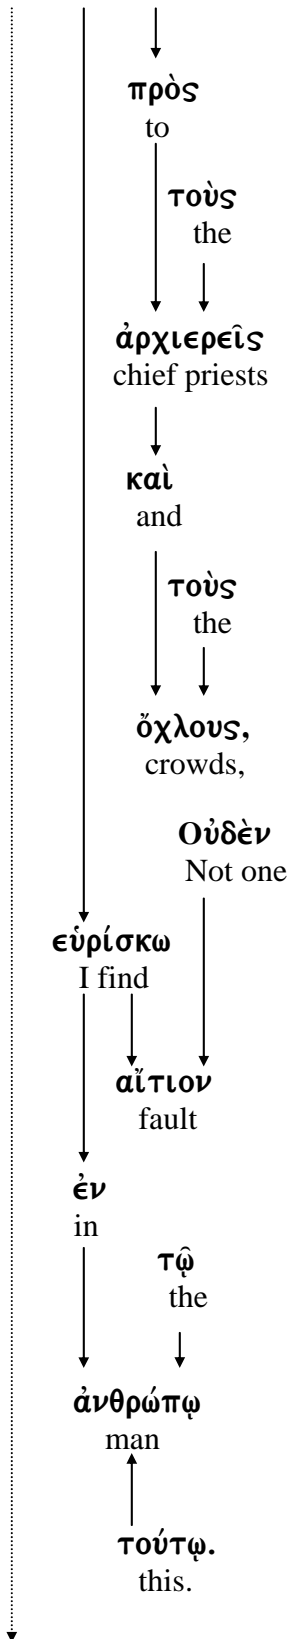 πρὸς
to
τοὺς
the
ἀρχιερεῖς
chief priests
καὶ
and
τοὺς
the
ὄχλους,
crowds,
Οὐδὲν
Not one
εὑρίσκω
I find
αἴτιον
fault
ἐν
in
τῷ
the
ἀνθρώπῳ
man
τούτῳ.
this.